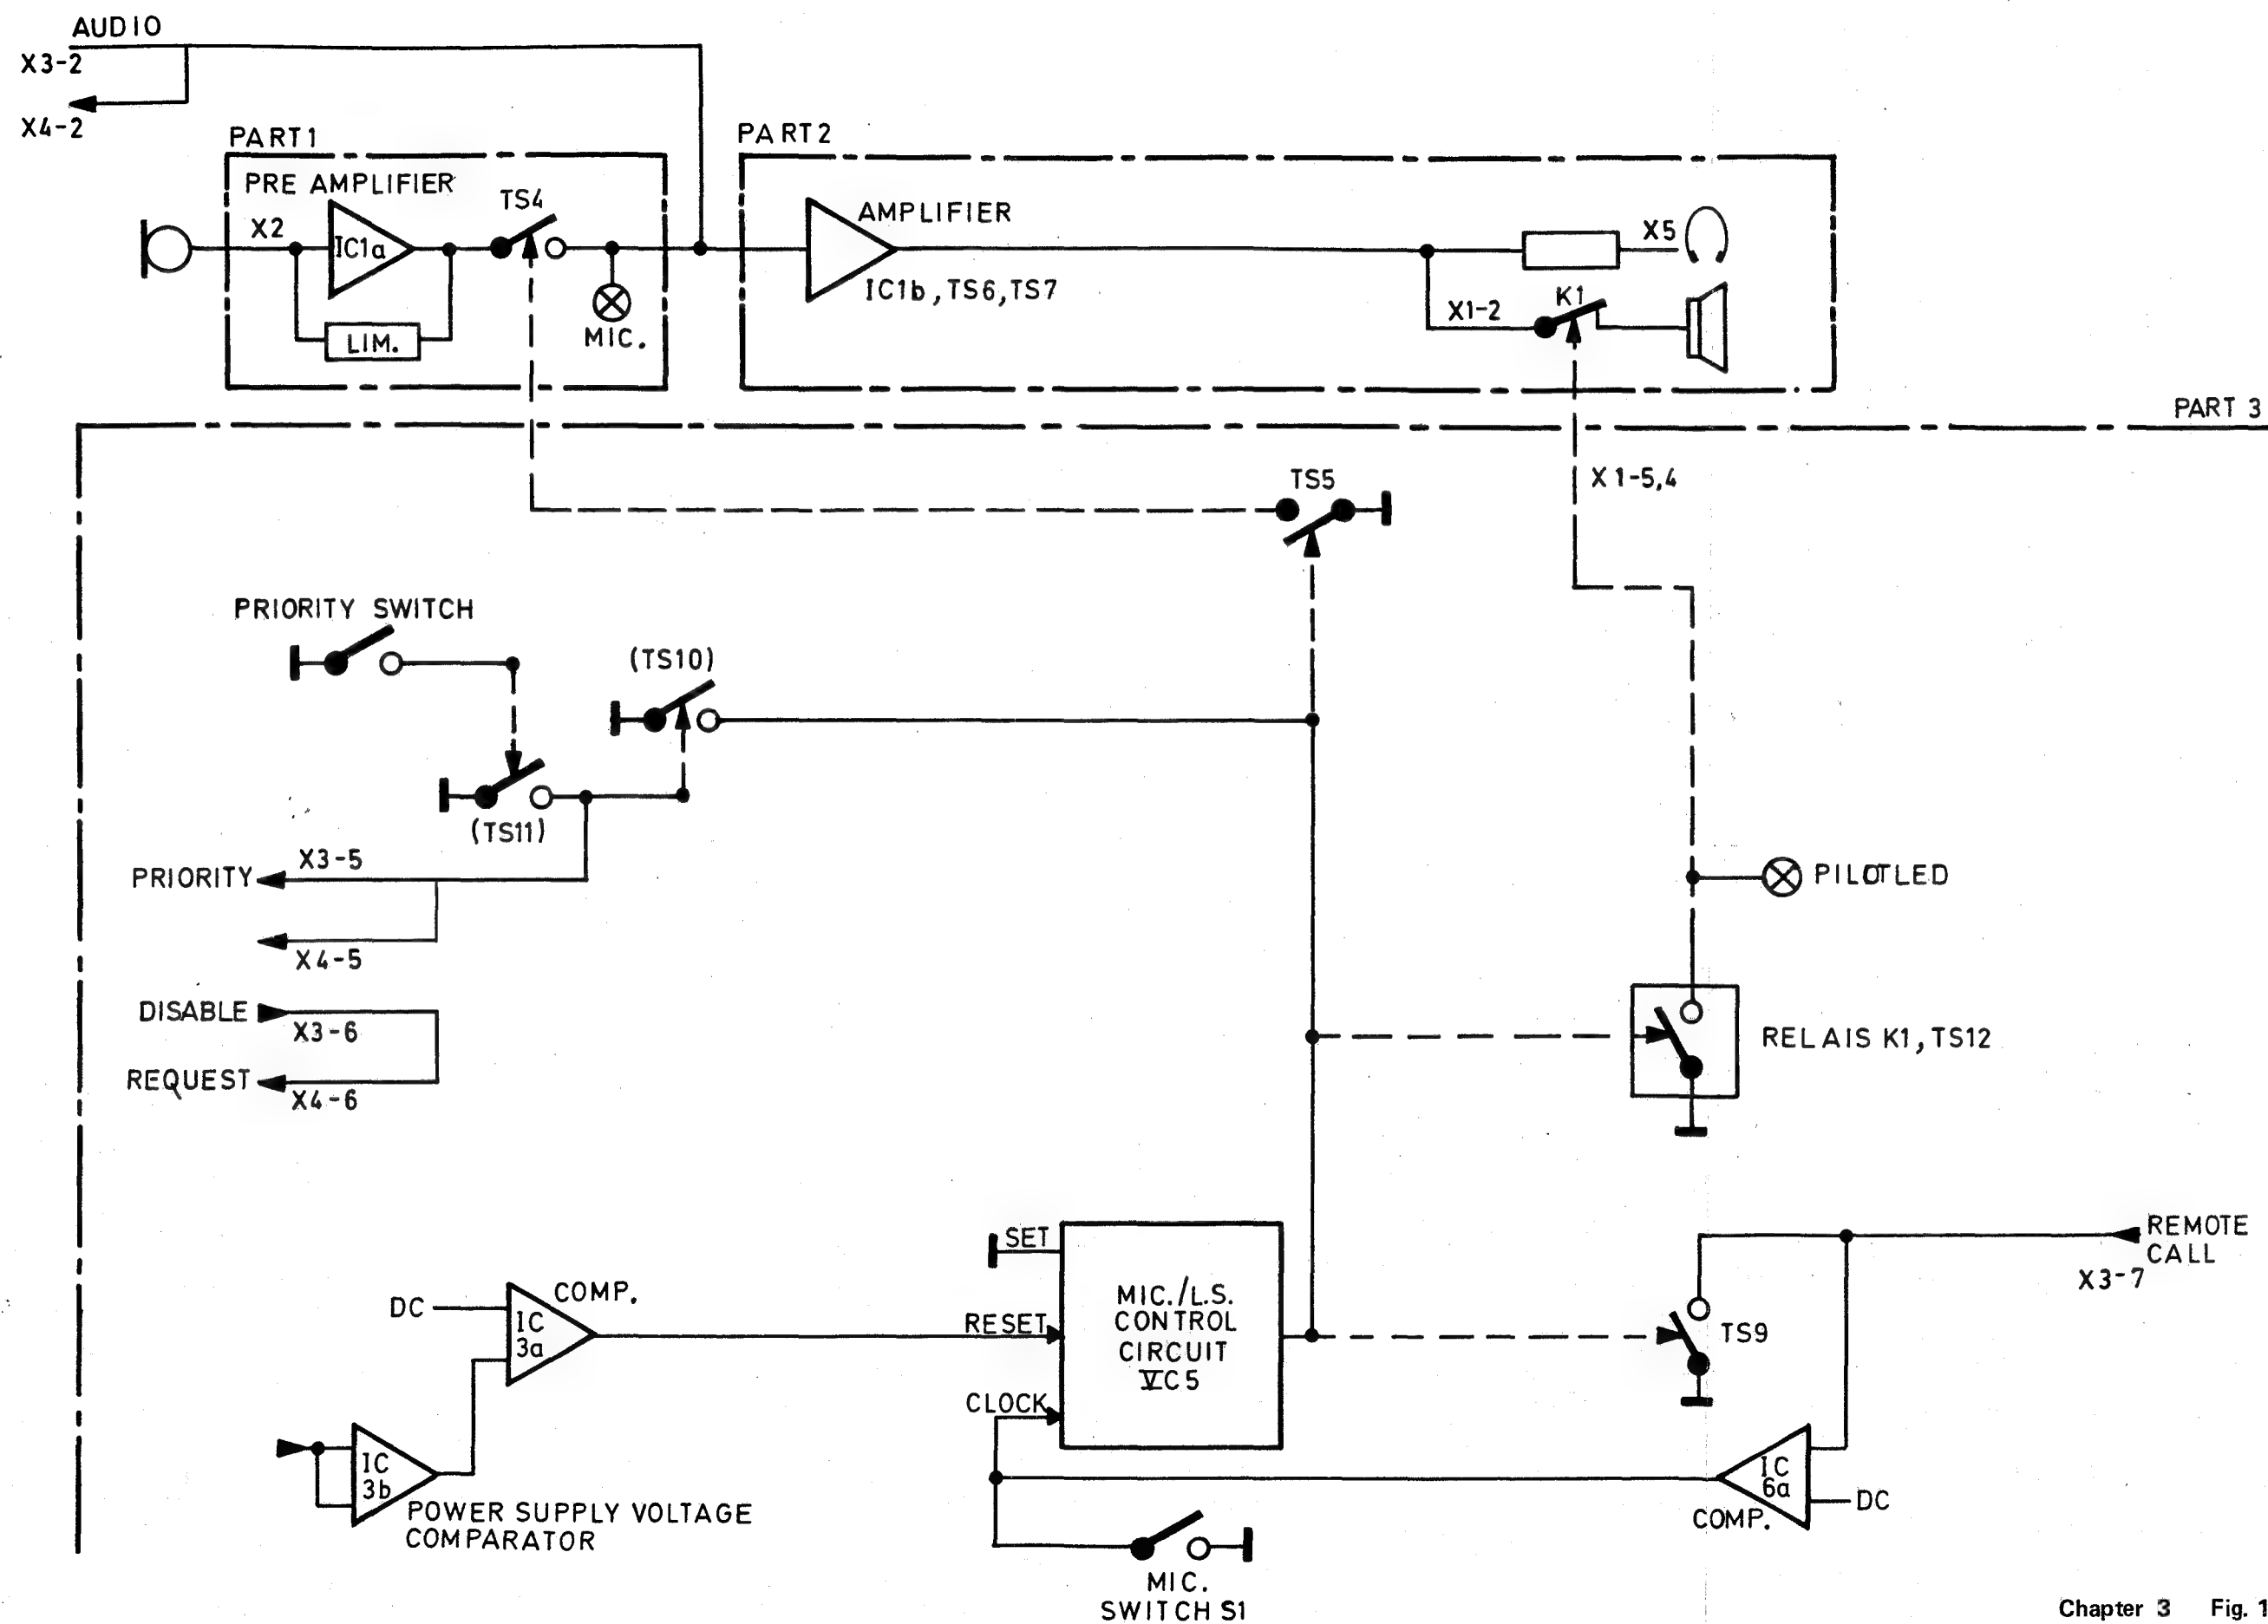 AUDIO
X3-2
X4-2
PART1
PART2
PRE AMPLIFIER
TS4
X2
IC1a
LIM.
MIC.
AMPLIFIER
IC1b, TS6, TS7
X5
K1
X1-2
PART 3
X1-5,4
TS5
PRIORITY SWITCH
(TS10)
(TS11)
X3-5
PRIORITY
X4-5
PILOTLED
DISABLE
X3-6
REQUEST
X4-6
RELAIS K1, TS12
SET
REMOTE
CALL
X3-7
COMP.
DC
IC
3a
RESET
MIC./L.S.
CONTROL
CIRCUIT
VC5
TS9
CLOCK
IC
3b
POWER SUPPLY VOLTAGE
COMPARATOR
IC
6a
DC
COMP.
MIC.
SWITCH S1
Chapter 3 Fig. 1